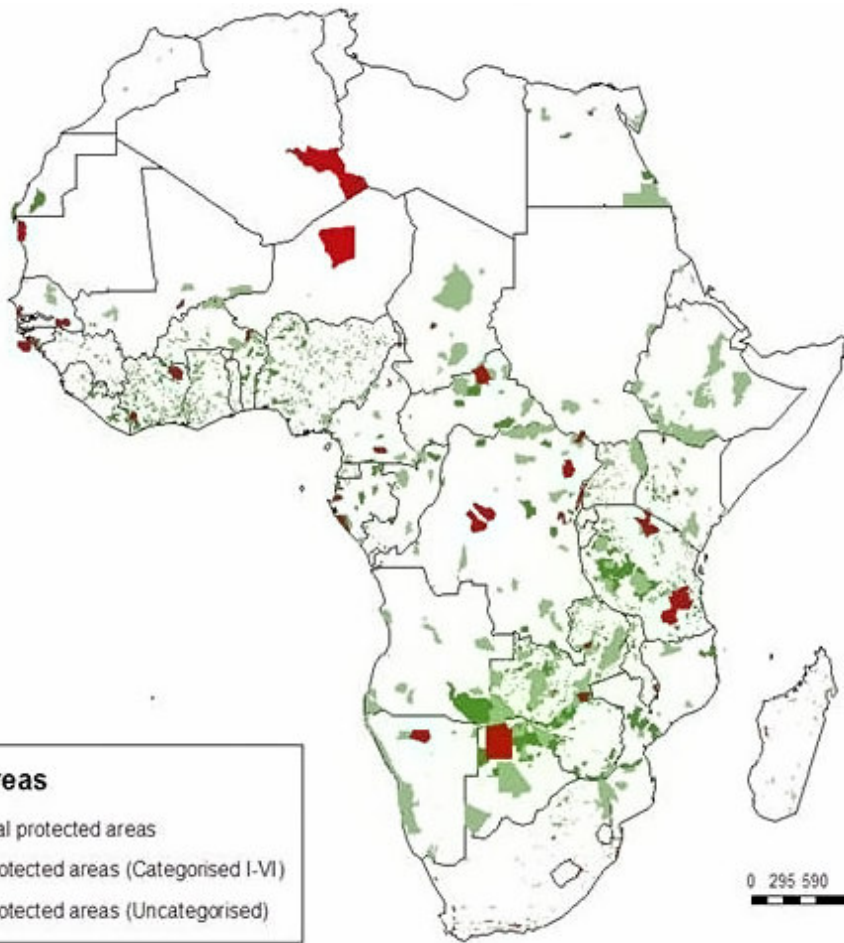 eas
al protected areas
otected areas (Categorised I-VI)
otected areas (Uncategorised)
0 295 590